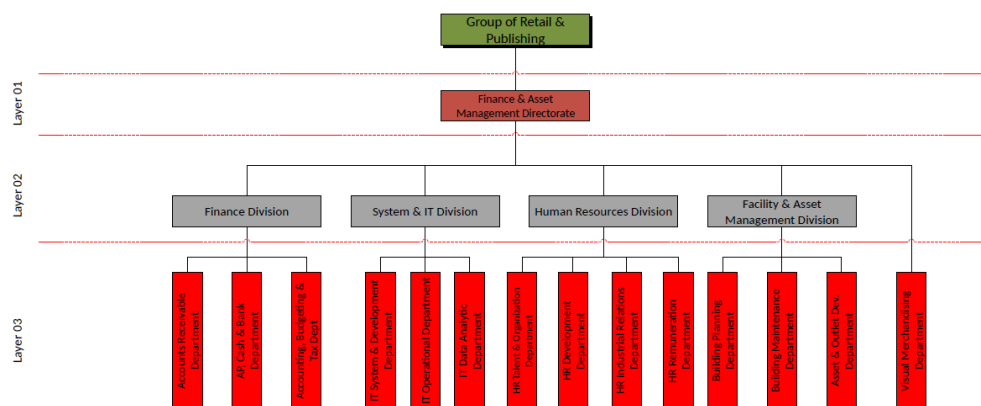 Group of Retail &
Publishing
Layer 01
Finance & Asset
Management Directorate
Layer 02
Finance Division
System & IT Division
Human Resources Division
Facility & Asset
Management Division
Layer 03
Accounts Receivable
Department
AP, Cash & Bank
Department
Accounting, Budgeting &
Tax Dept
IT System & Development
Department
IT Operational Department
IT Data Analytic
Department
HR Talent & Organization
Department
HR Development
Department
HR Industrial Relations
Department
HR Remuneration
Department
Building Planning
Department
Building Maintenance
Department
Asset & Outlet Dev.
Department
Visual Merchandising
Department